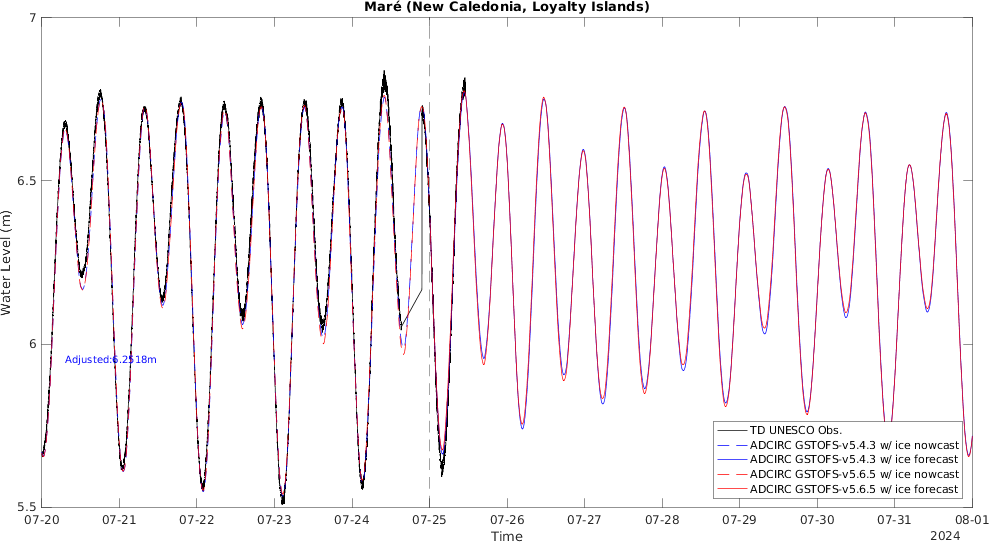 Maré (New Caledonia, Loyalty Islands)
7
6.5
6
5.5
Water Level (m)
Adjusted:6.2518m
TD UNESCO Obs.
ADCIRC GSTOFS-v5.4.3 w/ ice nowcast
ADCIRC GSTOFS-v5.4.3 w/ ice forecast
ADCIRC GSTOFS-v5.6.5 w/ ice nowcast
ADCIRC GSTOFS-v5.6.5 w/ ice forecast
07-20 07-21 07-22 07-23 07-24 07-25 07-26 07-27 07-28 07-29 07-30 07-31 08-01
Time
2024